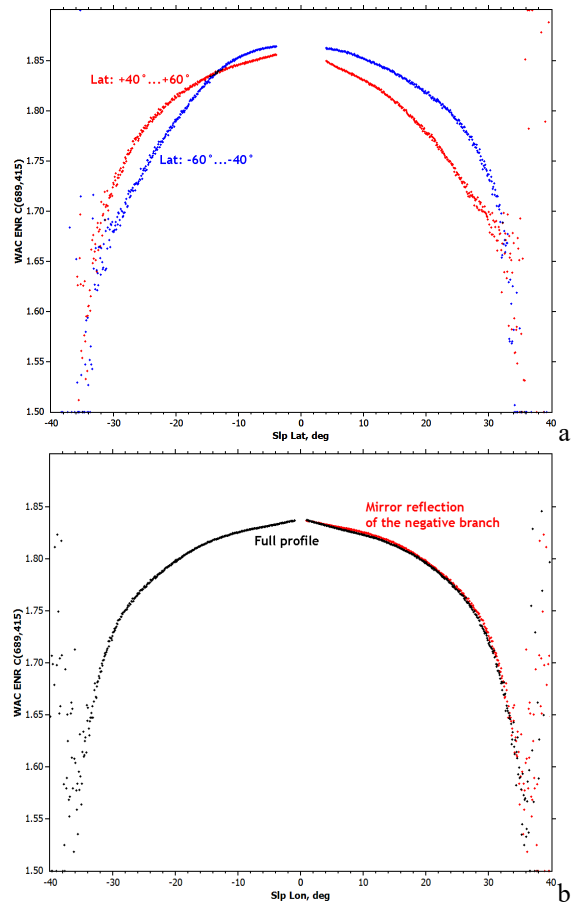 1.85
1.80
1.75
1.70
1.65
1.60
1.55
1.50
WAC ENR C(689,415)
Lat: +40°...+60°
Lat: -60°...-40°
-30 -20 -10 0 10 20 30 40
Slp Lat, deg
a
1.85
1.80
1.75
1.70
1.65
1.60
1.55
1.50
WAC ENR C(689,415)
Mirror reflection
of the negative branch
Full profile
-40 -30 -20 -10 0 10 20 30 40
Slp Lon, deg
b